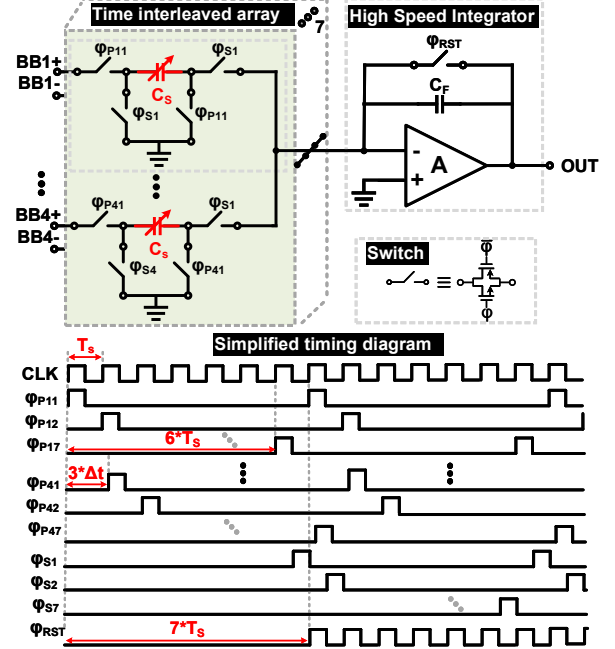 Time interleaved array
7
High Speed Integrator
φP11
φS1
BB1+
BB1-
CS
φS1
φP11
φRST
CF
A
-
+
OUT
φP41
φS1
BB4+
BB4-
CS
φS4
φP41
Switch
≡
φ̅
φ
Simplified timing diagram
TS
CLK
φP11
φP12
φP17
6*TS
φP41
3*Δt
φP42
φP47
φS1
φS2
φS7
φRST
7*TS